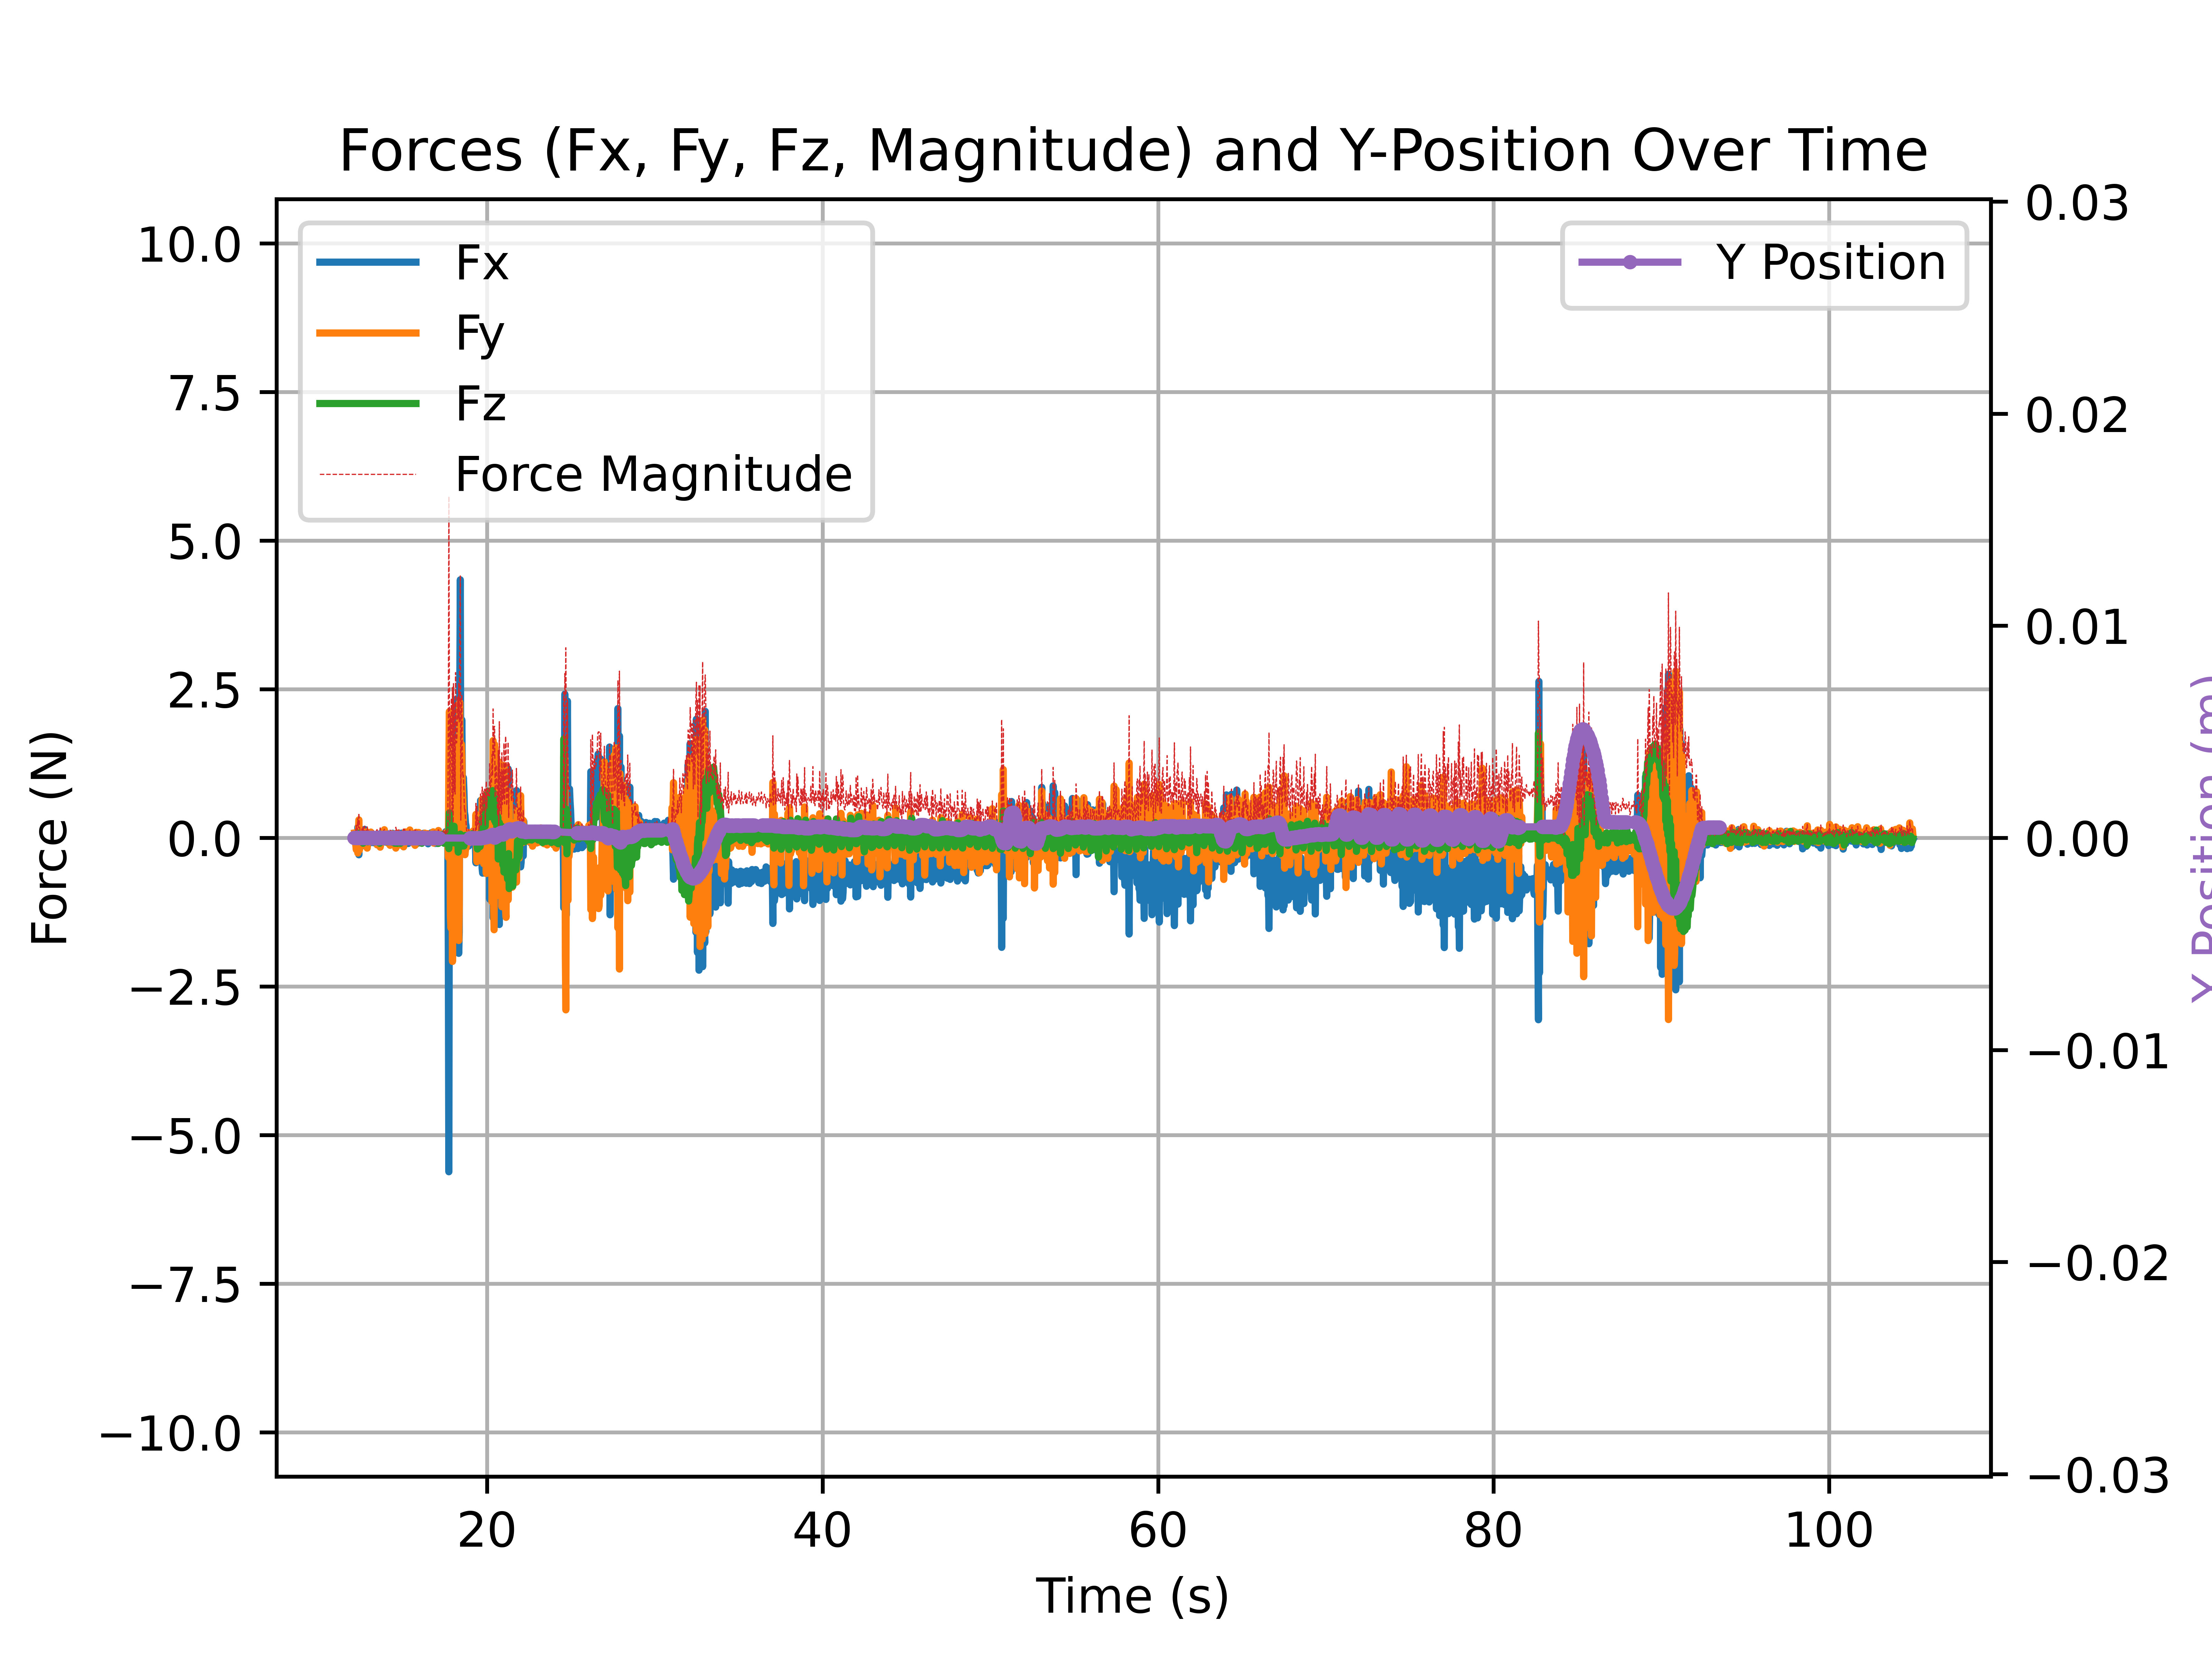 Forces (Fx, Fy, Fz, Magnitude) and Y-Position Over Time
Fx
Fy
Fz
Force Magnitude
Y Position
10.0
7.5
5.0
2.5
0.0
−2.5
−5.0
−7.5
−10.0
Force (N)
0.03
0.02
0.01
0.00
−0.01
−0.02
−0.03
Y Position (m)
20
40
60
80
100
Time (s)